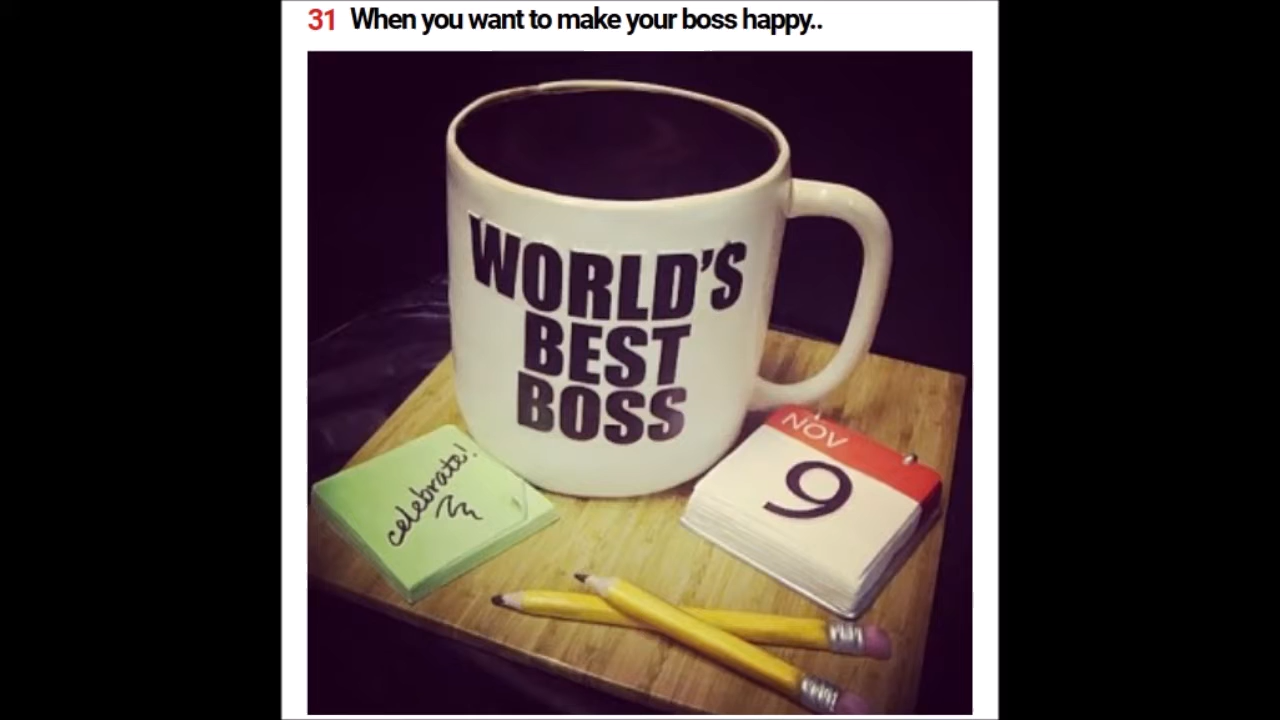 31 When you want to make your boss happy..
WORLD'S
BEST
BOSS
celebrate!
NOV
9